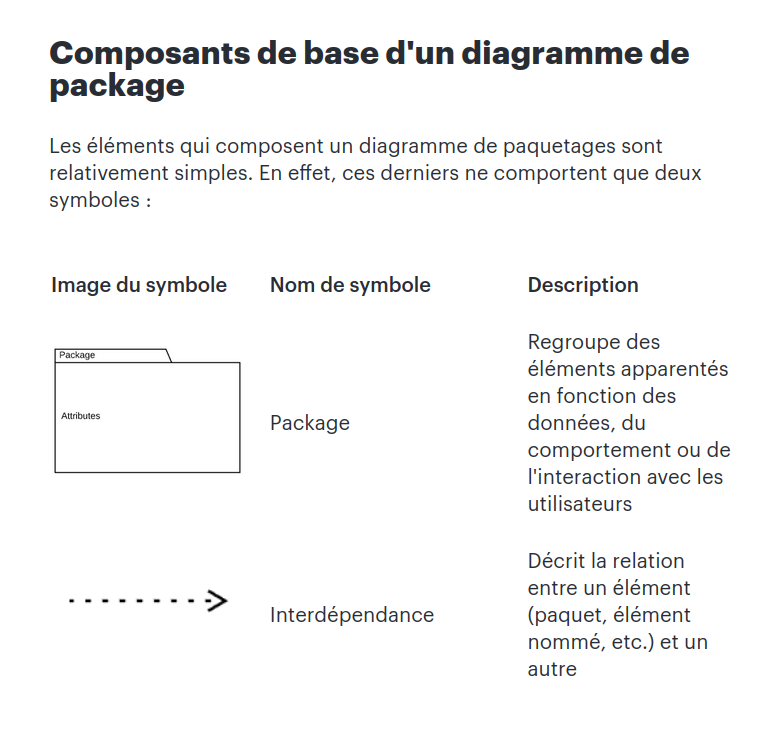 Composants de base d'un diagramme de
package
Les éléments qui composent un diagramme de paquetages sont
relativement simples. En effet, ces derniers ne comportent que deux
symboles :
Image du symbole
Nom de symbole
Description
Package
Attributes
Package
Regroupe des
éléments apparentés
en fonction des
données, du
comportement ou de
l'interaction avec les
utilisateurs
Interdépendance
Décrit la relation
entre un élément
(paquet, élément
nommé, etc.) et un
autre